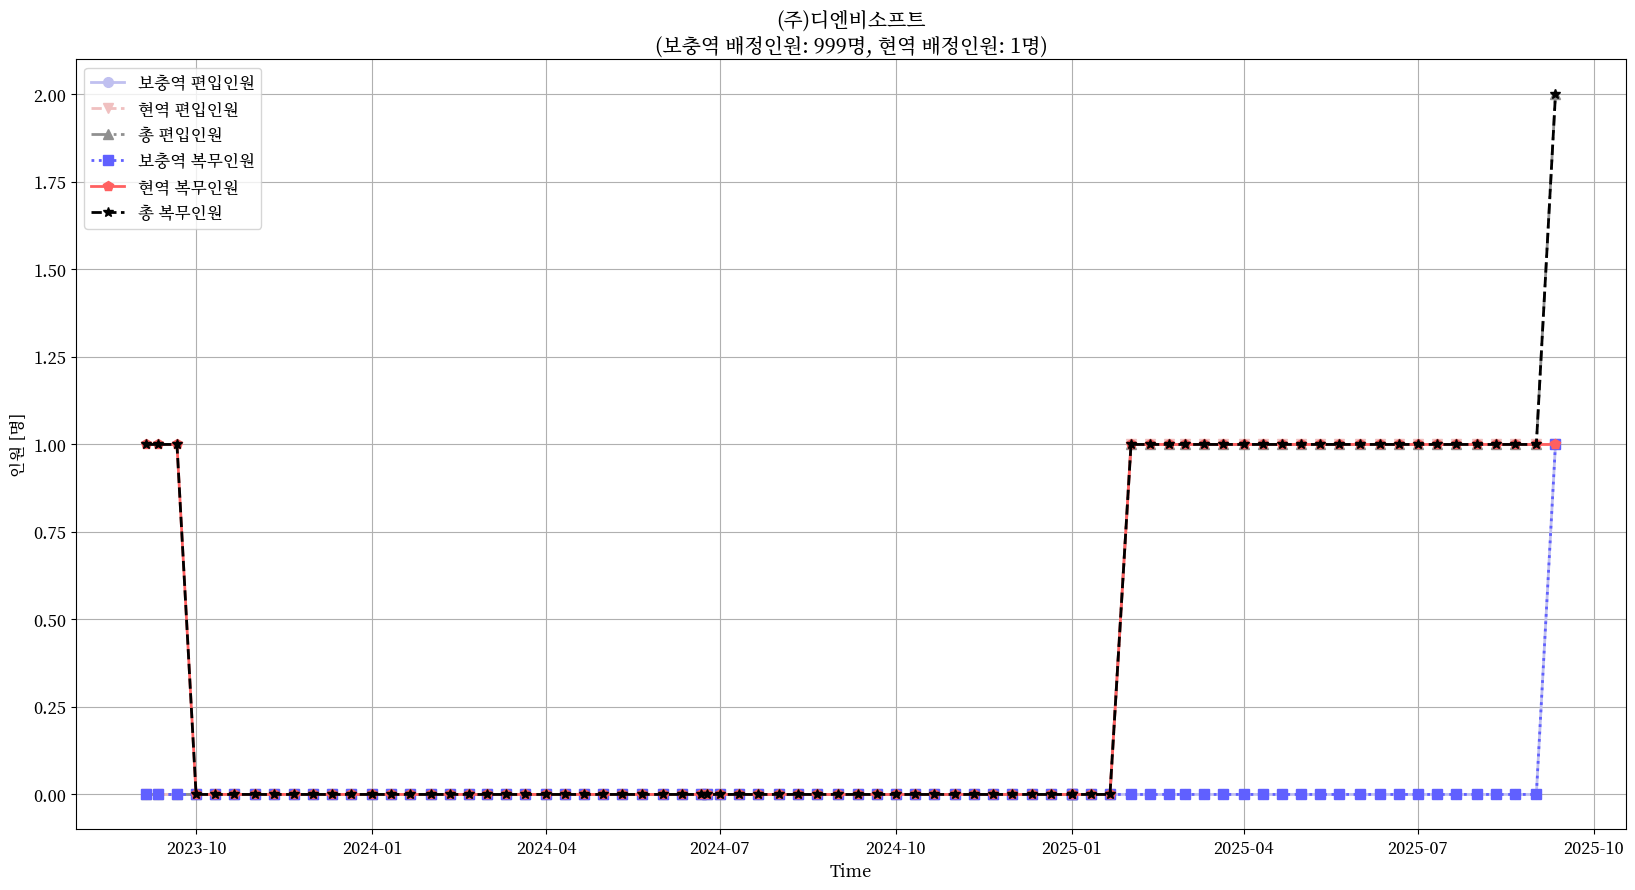 (주)디엔비소프트
(보충역 배정인원: 999명, 현역 배정인원: 1명)
보충역 편입인원
현역 편입인원
총 편입인원
보충역 복무인원
현역 복무인원
총 복무인원
인원 [명]
2.00
1.75
1.50
1.25
1.00
0.75
0.50
0.25
0.00
2023-10 2024-01 2024-04 2024-07 2024-10 2025-01 2025-04 2025-07 2025-10
Time